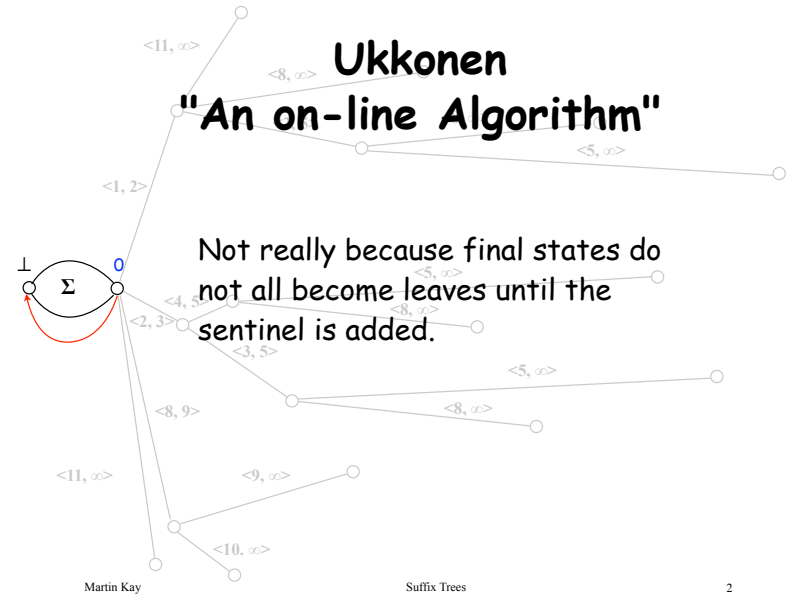 <11, ∞>
Ukkonen
<8, ∞>
"An on-line Algorithm"
<5, ∞>
<1, 2>
⊥
0
Σ
Not really because final states do
<5, ∞>
not all become leaves until the
<4, 5>
<8, ∞>
<2, 3>
sentinel is added.
<3, 5>
<5, ∞>
<8, 9>
<8, ∞>
<11, ∞>
<9, ∞>
<10. ∞>
Martin Kay Suffix Trees 2